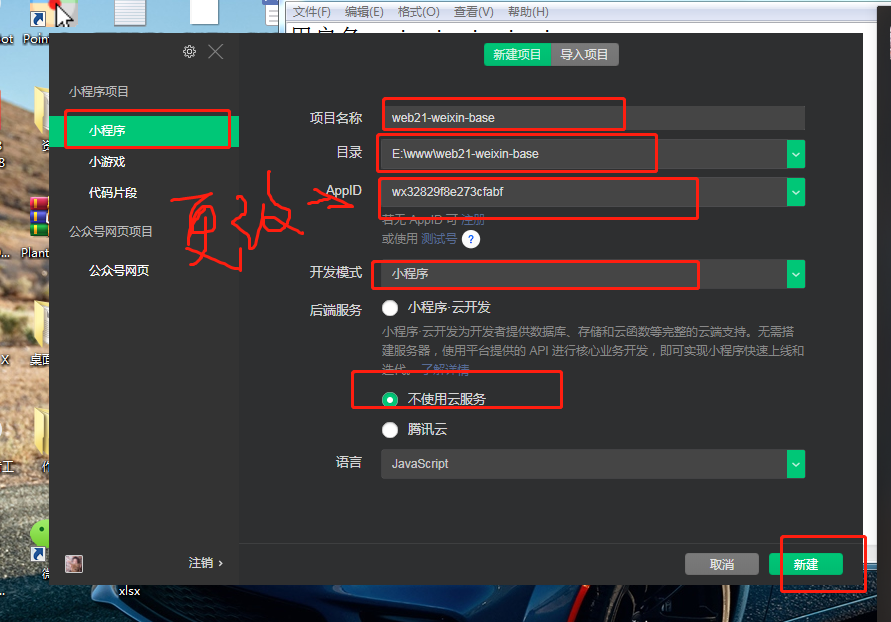 文件(F) 编辑(E) 格式(O) 查看(V) 帮助(H)
新建项目 导入项目
小程序项目
小程序
小游戏
代码片段
公众号网页项目
公众号网页
项目名称 web21-weixin-base
目录 E:\www\web21-weixin-base
AppID wx32829f8e273cfabf
更改
若无 AppID 可 注册
或使用 测试号 ?
开发模式 小程序
后端服务 小程序·云开发
小程序·云开发为开发者提供数据库、存储和云函数等完整的云端支持。无需搭
建服务器，使用平台提供的 API 进行核心业务开发，即可实现小程序快速上线和
迭代。 了解详情
不使用云服务
腾讯云
语言 JavaScript
注销 ›
取消 新建
xlsx